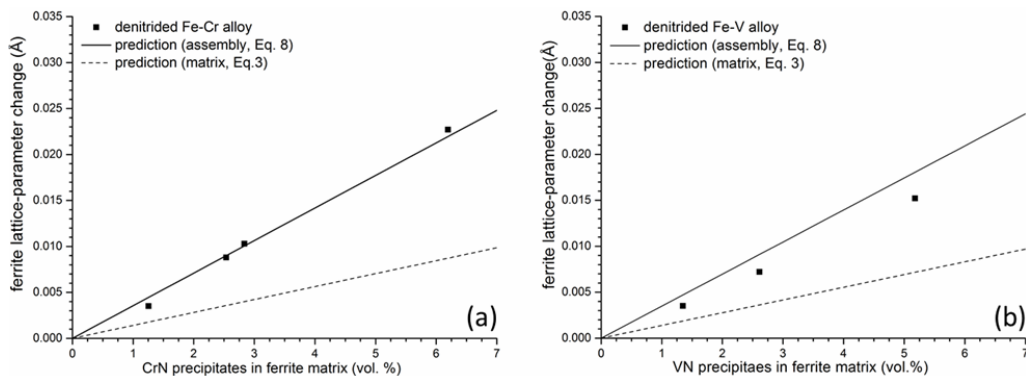 denitrided Fe-Cr alloy
prediction (assembly, Eq. 8)
prediction (matrix, Eq.3)
ferrite lattice-parameter change (Å)
0.035
0.030
0.025
0.020
0.015
0.010
0.005
0.000
0 1 2 3 4 5 6 7
CrN precipitates in ferrite matrix (vol. %)
(a)
denitrided Fe-V alloy
prediction (assembly, Eq. 8)
prediction (matrix, Eq. 3)
ferrite lattice-parameter change(Å)
0.035
0.030
0.025
0.020
0.015
0.010
0.005
0.000
0 1 2 3 4 5 6 7
VN precipitaes in ferrite matrix (vol.%)
(b)